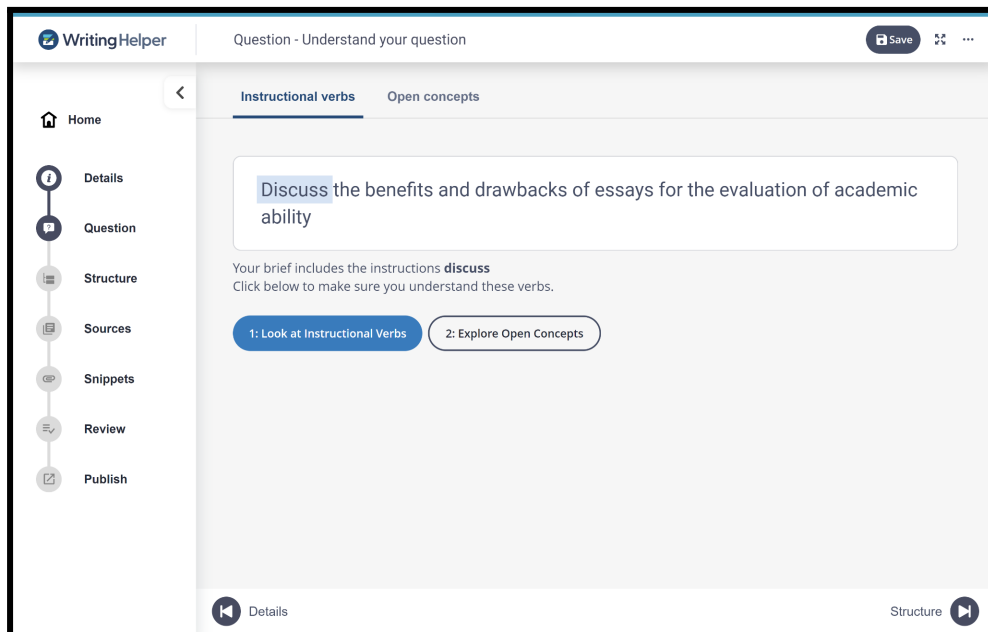 WritingHelper
Question - Understand your question
Save
Instructional verbs
Open concepts
Home
Details
Question
Structure
Sources
Snippets
Review
Publish
Discuss the benefits and drawbacks of essays for the evaluation of academic
ability
Your brief includes the instructions discuss
Click below to make sure you understand these verbs.
1: Look at Instructional Verbs
2: Explore Open Concepts
Details
Structure